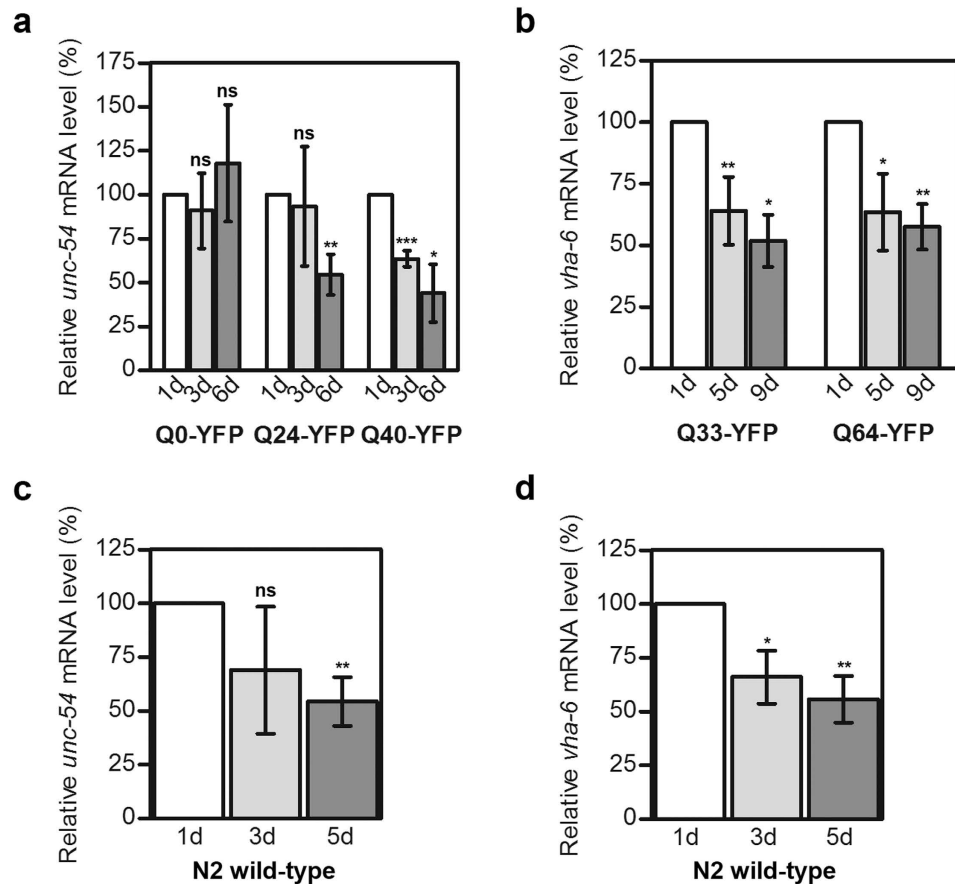 a
Relative unc-54 mRNA level (%)
175
150
125
100
75
50
25
0
ns
ns
ns
**
***
*
1d 3d 6d 1d 3d 6d 1d 3d 6d
Q0-YFP Q24-YFP Q40-YFP
b
Relative vha-6 mRNA level (%)
125
100
75
50
25
0
**
*
*
**
1d 5d 9d 1d 5d 9d
Q33-YFP Q64-YFP
c
Relative unc-54 mRNA level (%)
125
100
75
50
25
0
ns
**
1d 3d 5d
N2 wild-type
d
Relative vha-6 mRNA level (%)
125
100
75
50
25
0
*
**
1d 3d 5d
N2 wild-type